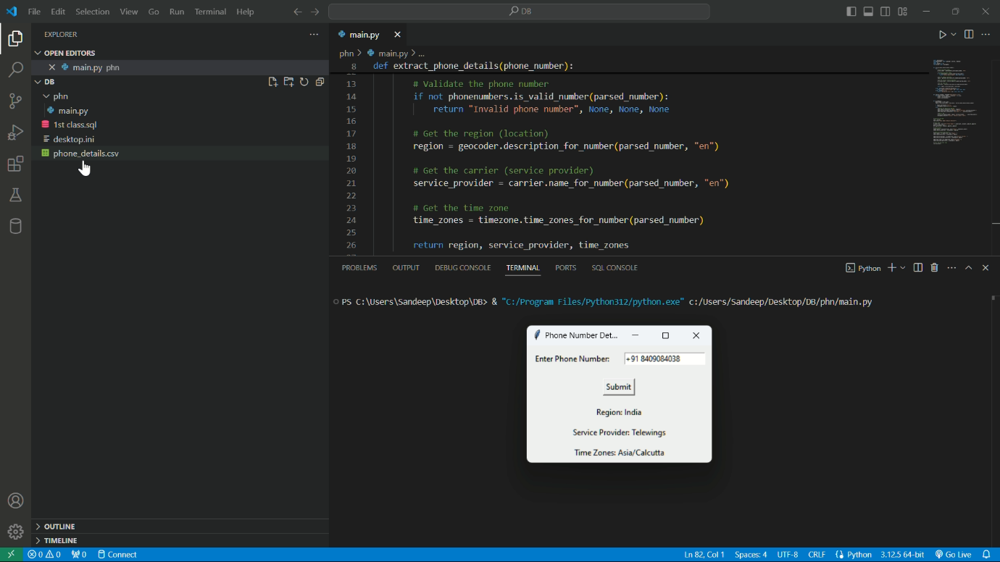 File Edit Selection View Go Run Terminal Help
DB
EXPLORER
OPEN EDITORS
main.py phn
DB
phn
main.py
1st class.sql
desktop.ini
phone_details.csv
OUTLINE
TIMELINE
main.py
phn > main.py > ...
8 def extract_phone_details(phone_number):
13 # Validate the phone number
14 if not phonenumbers.is_valid_number(parsed_number):
15 return "Invalid phone number", None, None, None
16
17 # Get the region (location)
18 region = geocoder.description_for_number(parsed_number, "en")
19
20 # Get the carrier (service provider)
21 service_provider = carrier.name_for_number(parsed_number, "en")
22
23 # Get the time zone
24 time_zones = timezone.time_zones_for_number(parsed_number)
25
26 return region, service_provider, time_zones
PROBLEMS OUTPUT DEBUG CONSOLE TERMINAL PORTS SQL CONSOLE
Python
PS C:\Users\Sandeep\Desktop\DB> & "C:/Program Files/Python312/python.exe" c:/Users/Sandeep/Desktop/DB/phn/main.py
Phone Number Det...
Enter Phone Number: +91 8409084038
Submit
Region: India
Service Provider: Telewings
Time Zones: Asia/Calcutta
0 0 0 Connect
Ln 82, Col 1 Spaces: 4 UTF-8 CRLF Python 3.12.5 64-bit Go Live